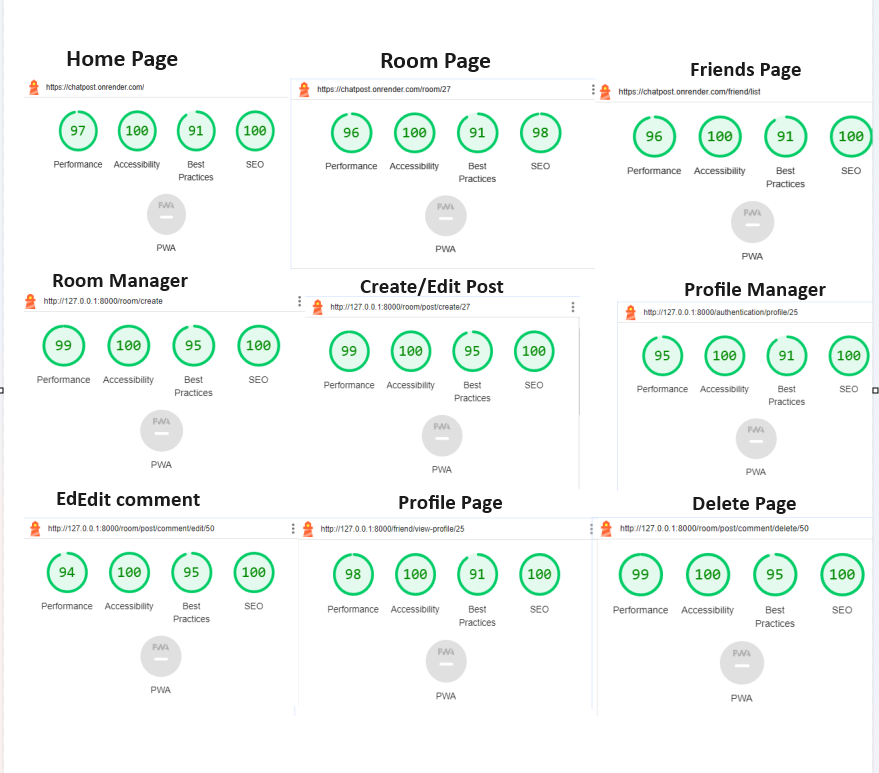 Home Page
https://chatpost.onrender.com/
97 100 91 100
Performance Accessibility Best Practices SEO
PWA
PWA
Room Page
https://chatpost.onrender.com/room/27
96 100 91 98
Performance Accessibility Best Practices SEO
PWA
PWA
Friends Page
https://chatpost.onrender.com/friend/list
96 100 91 100
Performance Accessibility Best Practices SEO
PWA
PWA
Room Manager
http://127.0.0.1:8000/room/create
99 100 95 100
Performance Accessibility Best Practices SEO
PWA
PWA
Create/Edit Post
http://127.0.0.1:8000/room/post/create/27
99 100 95 100
Performance Accessibility Best Practices SEO
PWA
PWA
Profile Manager
http://127.0.0.1:8000/authentication/profile/25
95 100 91 100
Performance Accessibility Best Practices SEO
PWA
PWA
EdEdit comment
http://127.0.0.1:8000/room/post/comment/edit/50
94 100 95 100
Performance Accessibility Best Practices SEO
PWA
PWA
Profile Page
http://127.0.0.1:8000/friend/view-profile/25
98 100 91 100
Performance Accessibility Best Practices SEO
PWA
PWA
Delete Page
http://127.0.0.1:8000/room/post/comment/delete/50
99 100 95 100
Performance Accessibility Best Practices SEO
PWA
PWA